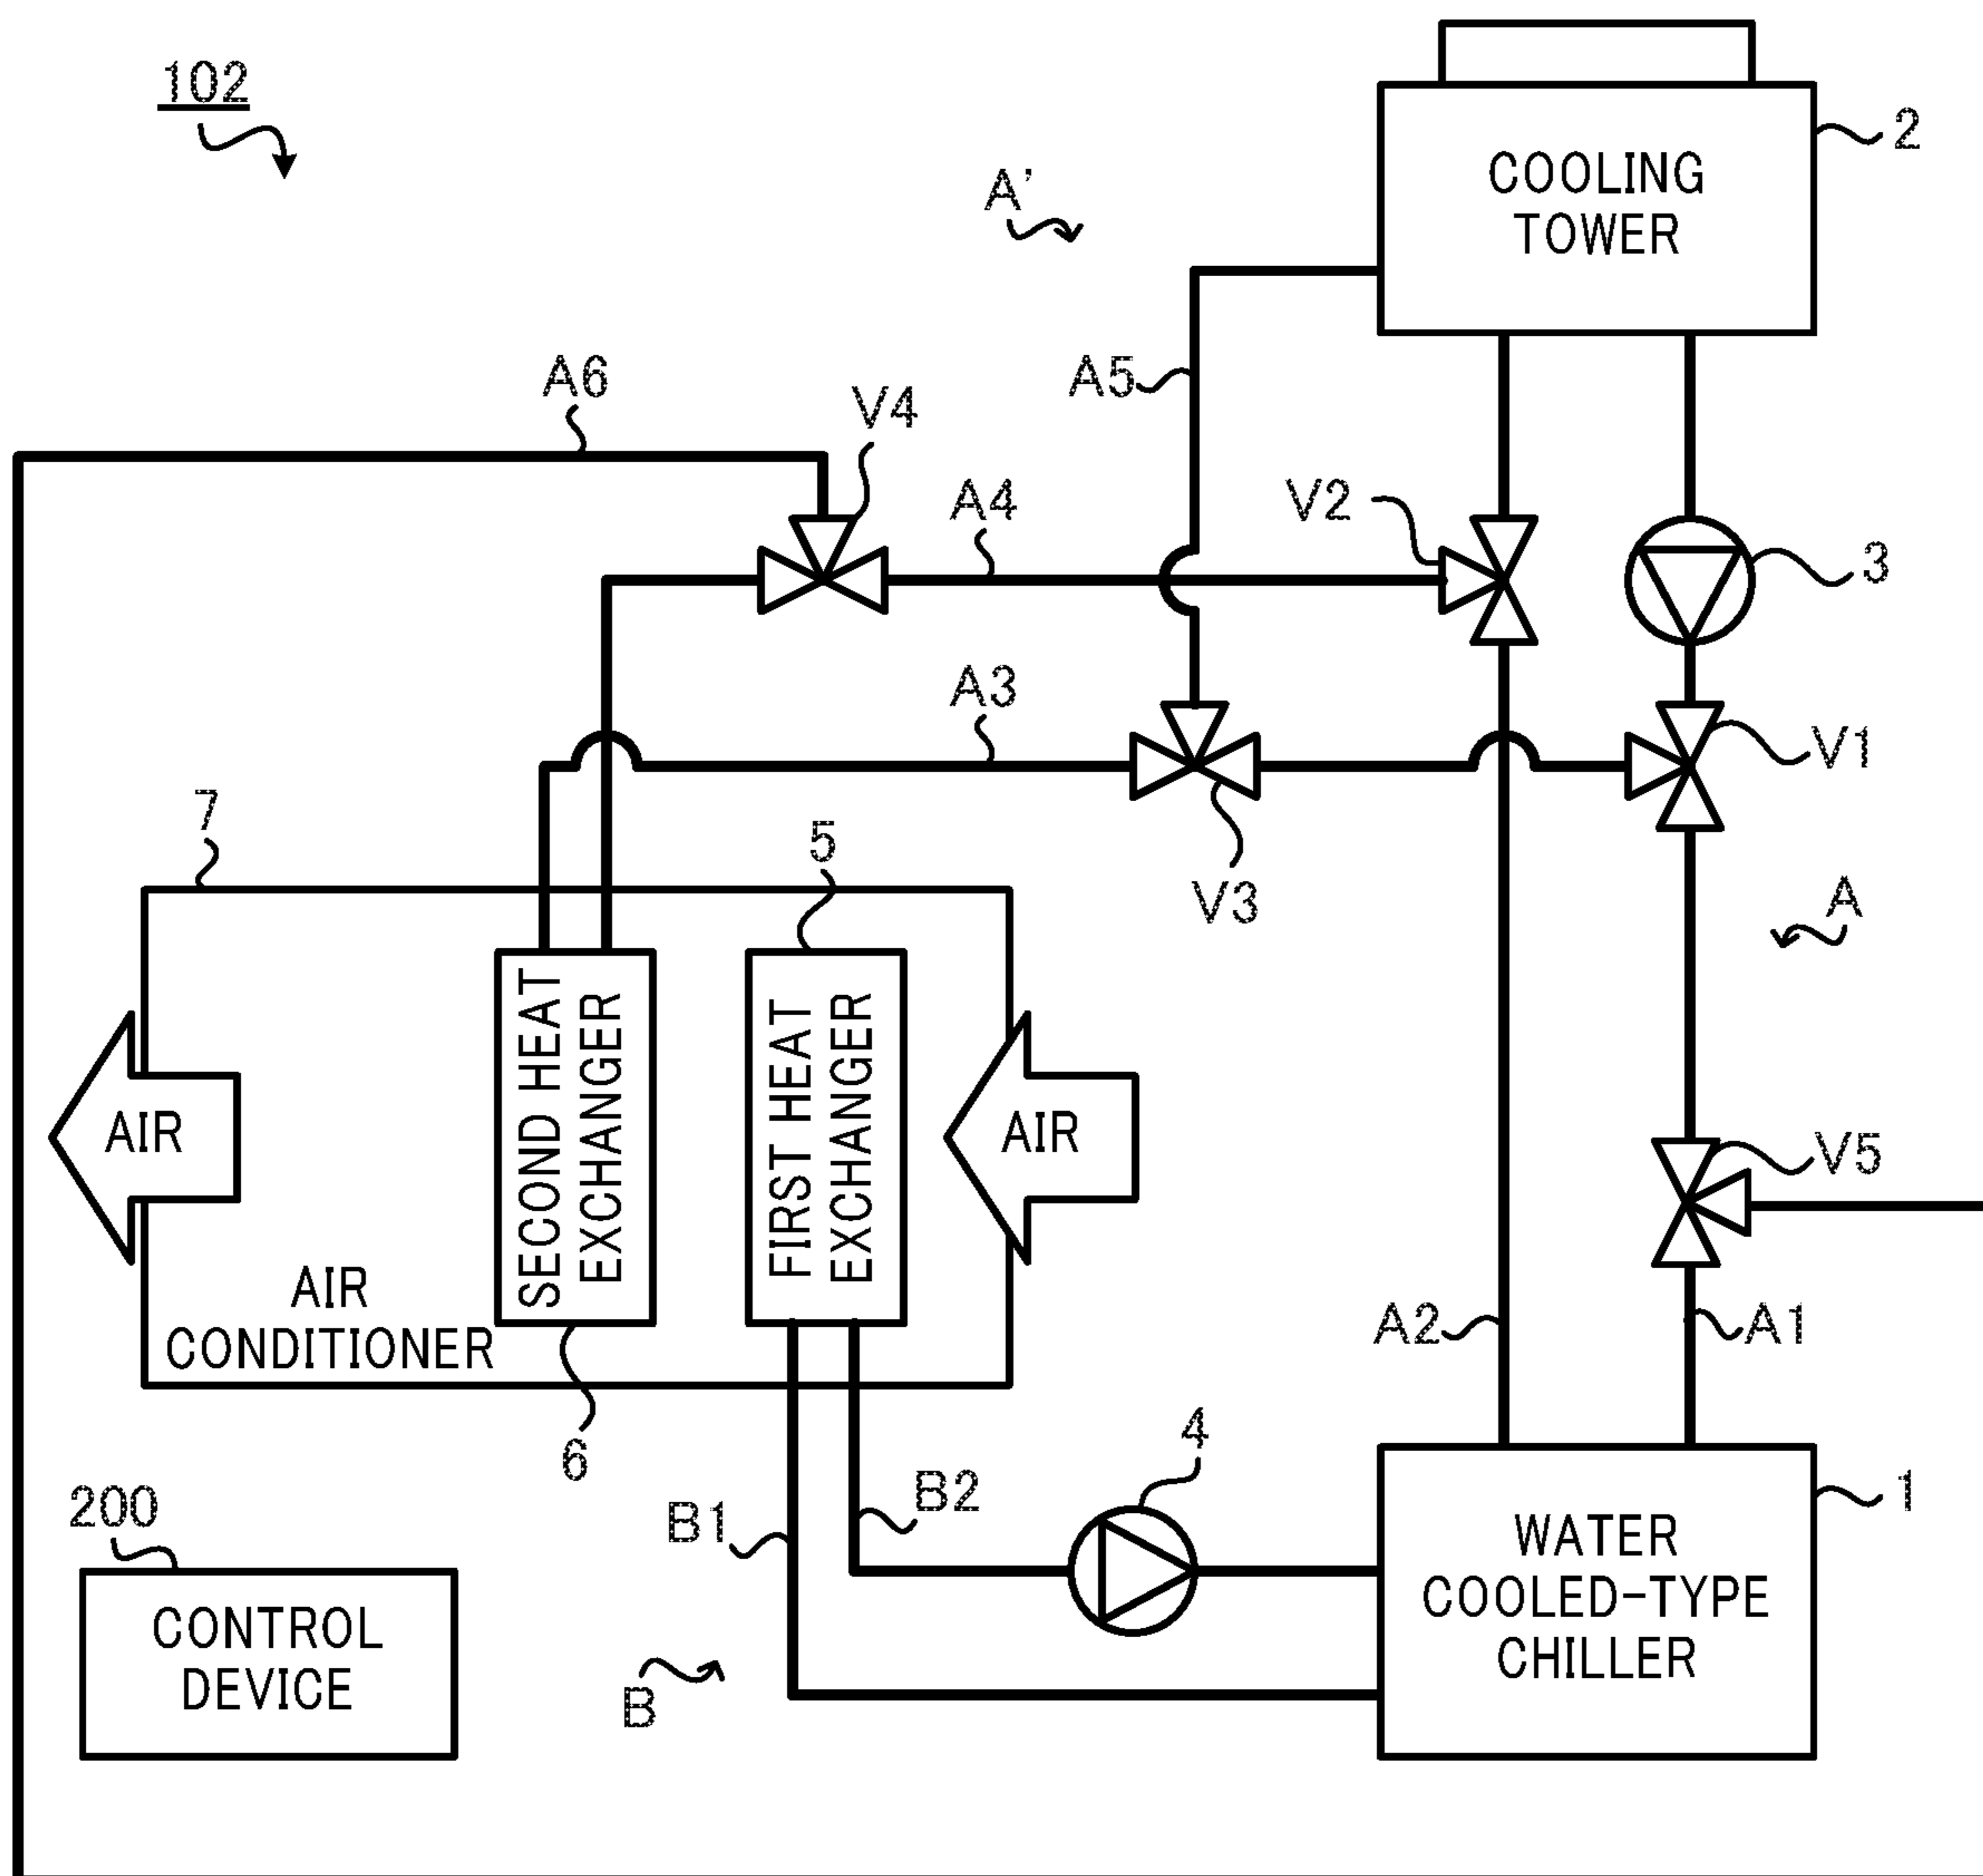 102
2
COOLING
TOWER
A'
A6
V4
A5
A4
V2
3
A3
V1
7
5
V3
A
SECOND HEAT
EXCHANGER
FIRST HEAT
EXCHANGER
AIR
AIR
V5
AIR
CONDITIONER
A2
A1
6
4
200
B1
B2
1
CONTROL
DEVICE
WATER
COOLED-TYPE
CHILLER
B